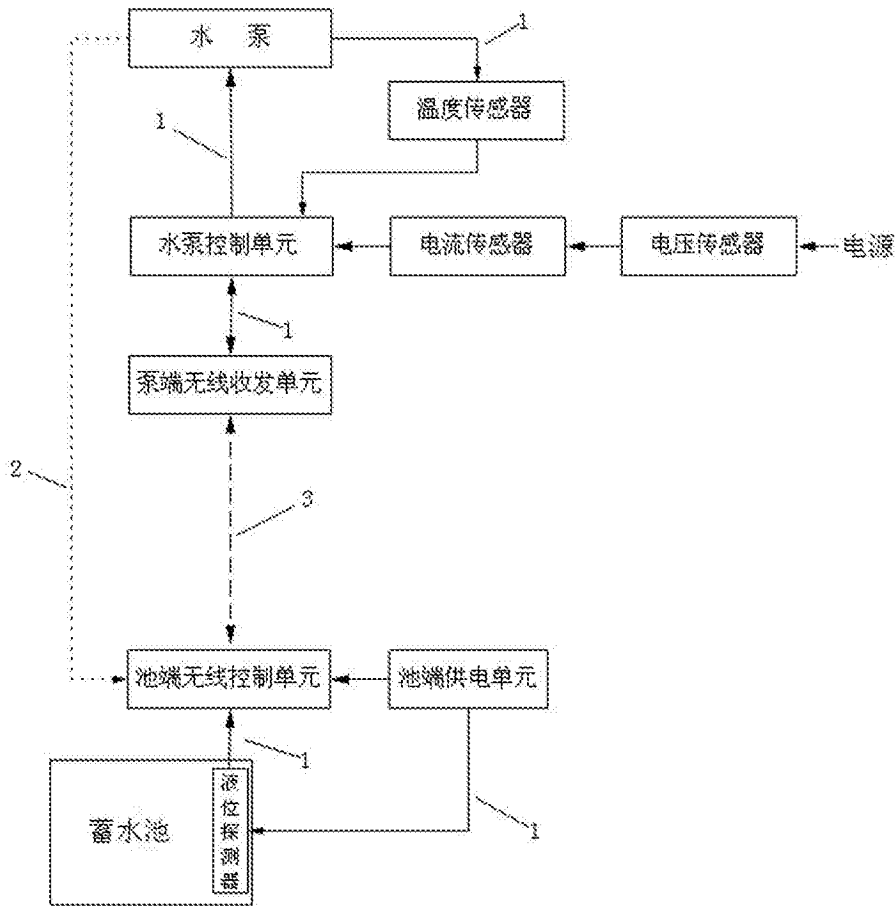 1
水 泵
温度传感器
1
水泵控制单元
电流传感器
电压传感器
电源
1
泵端无线收发单元
2
3
池端无线控制单元
池端供电单元
1
蓄水池
液位探测器
1